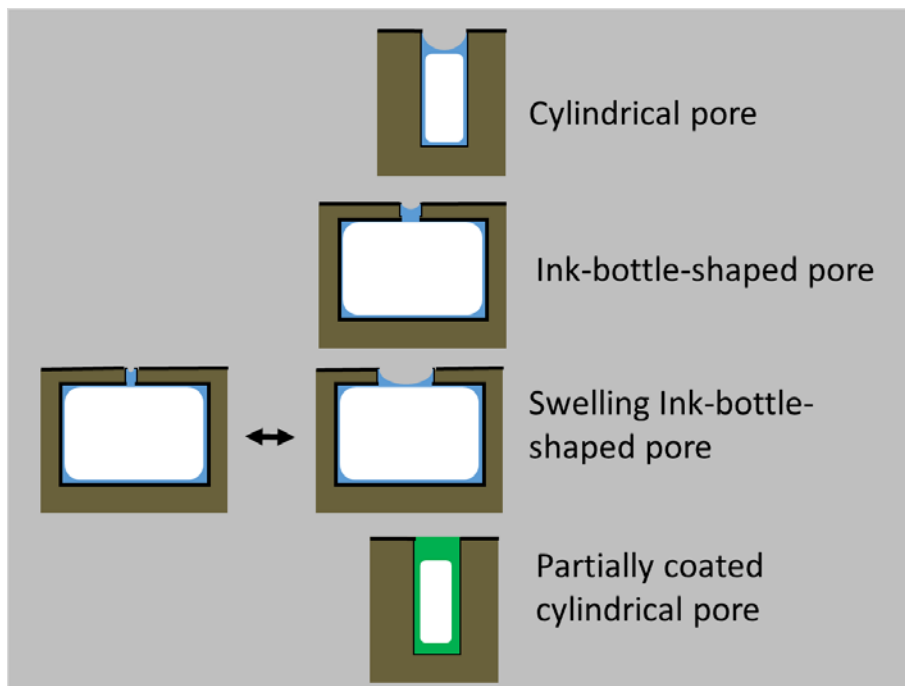 Cylindrical pore
Ink-bottle-shaped pore
Swelling Ink-bottle-
shaped pore
Partially coated
cylindrical pore